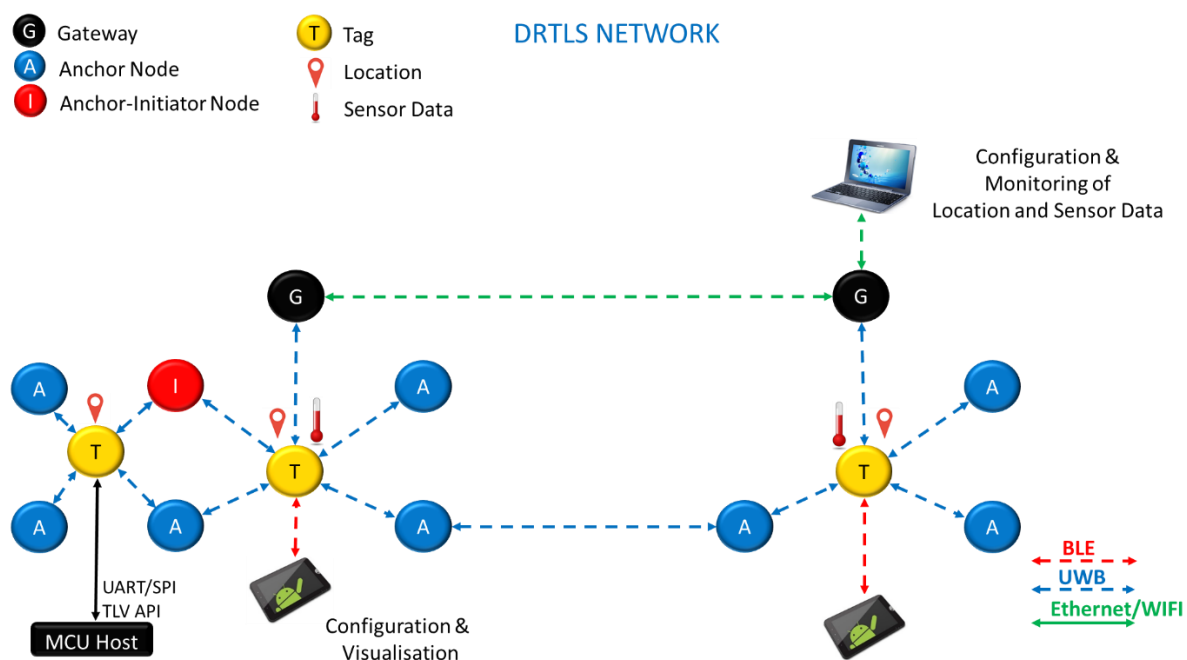 DRTLS NETWORK
G Gateway
T Tag
A Anchor Node
Location
I Anchor-Initiator Node
Sensor Data
Configuration &
Monitoring of
Location and Sensor Data
G
G
A
I
A
A
T
T
T
A
A
A
A
A
UART/SPI
TLV API
MCU Host
Configuration &
Visualisation
BLE
UWB
Ethernet/WIFI